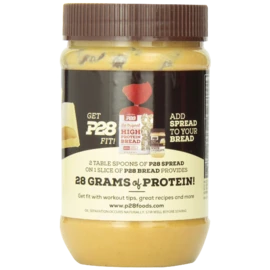 GET
P28
FIT!
HIGH
PROTEIN
BREAD
ADD
SPREAD
TO YOUR
BREAD
2 TABLE SPOONS OF P28 SPREAD
ON 1 SLICE OF P28 BREAD PROVIDES
28 GRAMS of PROTEIN!
Get fit with workout tips, great recipes and more at
www.p28foods.com